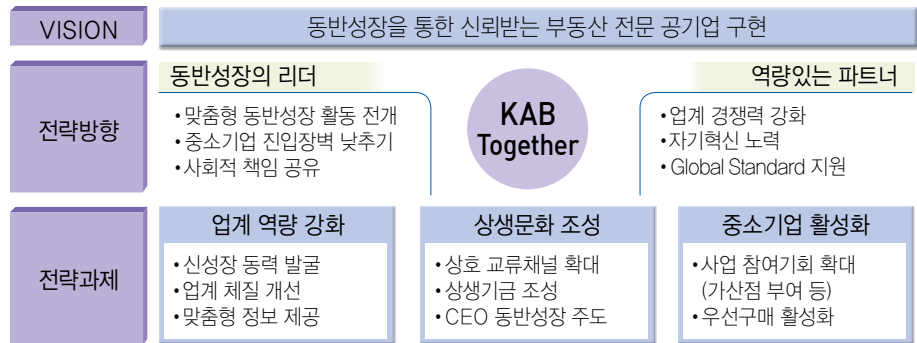 VISION
동반성장을 통한 신뢰받는 부동산 전문 공기업 구현
전략방향
동반성장의 리더
•맞춤형 동반성장 활동 전개
•중소기업 진입장벽 낮추기
•사회적 책임 공유
KAB
Together
역량있는 파트너
•업계 경쟁력 강화
•자기혁신 노력
•Global Standard 지원
전략과제
업계 역량 강화
•신성장 동력 발굴
•업계 체질 개선
•맞춤형 정보 제공
상생문화 조성
•상호 교류채널 확대
•상생기금 조성
•CEO 동반성장 주도
중소기업 활성화
•사업 참여기회 확대
(가산점 부여 등)
•우선구매 활성화